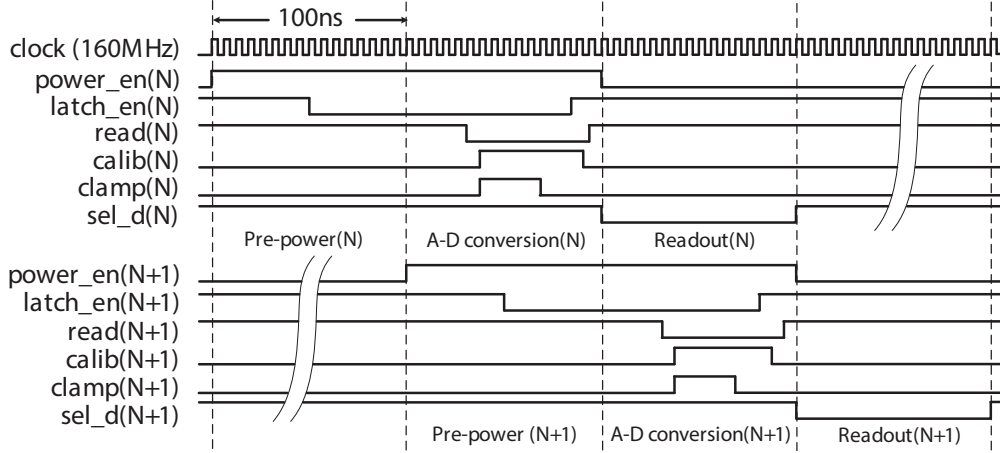 100ns
clock (160MHz)
power_en(N)
latch_en(N)
read(N)
calib(N)
clamp(N)
sel_d(N)
Pre-power(N) A-D conversion(N) Readout(N)
power_en(N+1)
latch_en(N+1)
read(N+1)
calib(N+1)
clamp(N+1)
sel_d(N+1)
Pre-power (N+1) A-D conversion(N+1) Readout(N+1)